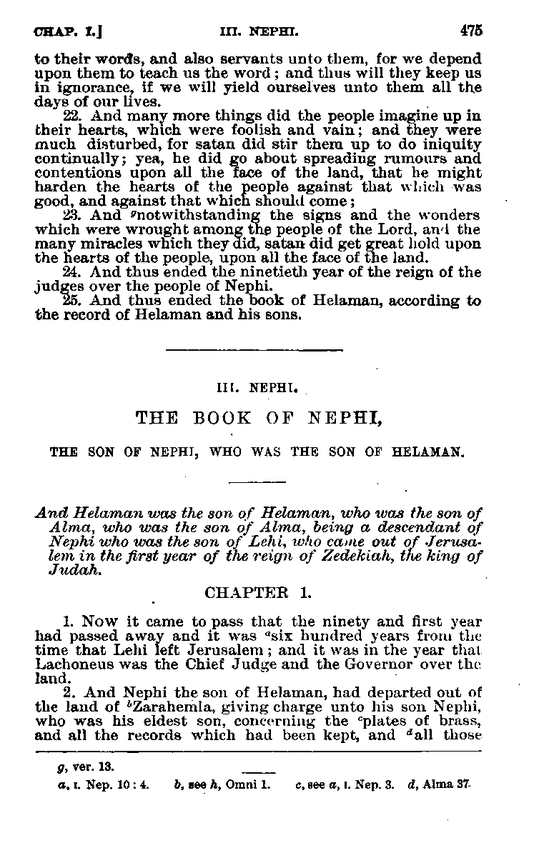 CHAP. I.] III. NEPHI. 475
to their words, and also servants unto them, for we depend
upon them to teach us the word; and thus will they keep us
in ignorance, if we will yield ourselves unto them all the
days of our lives.
22. And many more things did the people imagine up in
their hearts, which were foolish and vain; and they were
much disturbed, for satan did stir them up to do iniquity
continually; yea, he did go about spreading rumours and
contentions upon all the face of the land, that he might
harden the hearts of the people against that which was
good, and against that which should come;
23. And gnotwithstanding the signs and the wonders
which were wrought among the people of the Lord, and the
many miracles which they did, satan did get great hold upon
the hearts of the people, upon all the face of the land.
24. And thus ended the ninetieth year of the reign of the
judges over the people of Nephi.
25. And thus ended the book of Helaman, according to
the record of Helaman and his sons.
III. NEPHI.
THE BOOK OF NEPHI,
THE SON OF NEPHI, WHO WAS THE SON OF HELAMAN.
And Helaman was the son of Helaman, who was the son of
Alma, who was the son of Alma, being a descendant of
Nephi who was the son of Lehi, who came out of Jerusa-
lem in the first year of the reign of Zedekiah, the king of
Judah.
CHAPTER 1.
1. Now it came to pass that the ninety and first year
had passed away and it was asix hundred years from the
time that Lehi left Jerusalem; and it was in the year that
Lachoneus was the Chief Judge and the Governor over the
land.
2. And Nephi the son of Helaman, had departed out of
the land of bZarahemla, giving charge unto his son Nephi,
who was his eldest son, concerning the cplates of brass,
and all the records which had been kept, and dall those
g, ver. 13.
a, I. Nep. 10: 4. b, see h, Omni 1. c, see a, I. Nep. 3. d, Alma 37.